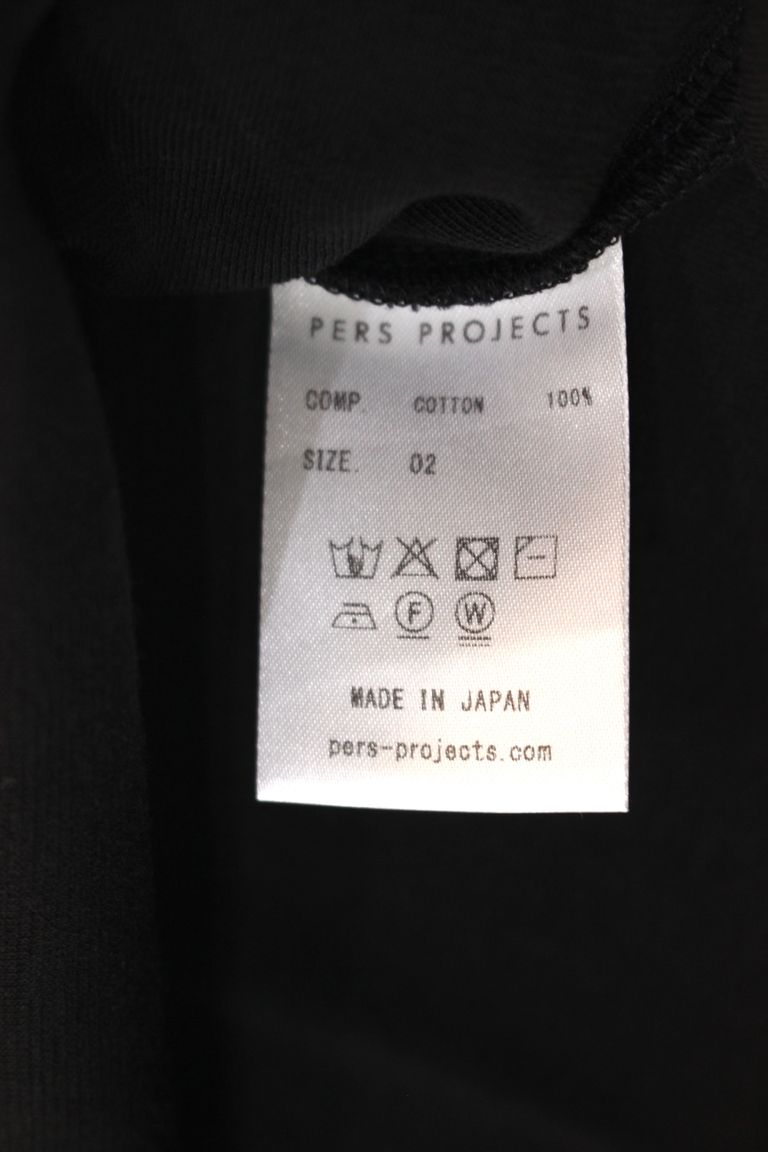 PERS PROJECTS
COMP. COTTON 100%
SIZE. 02
F W
MADE IN JAPAN
pers-projects.com